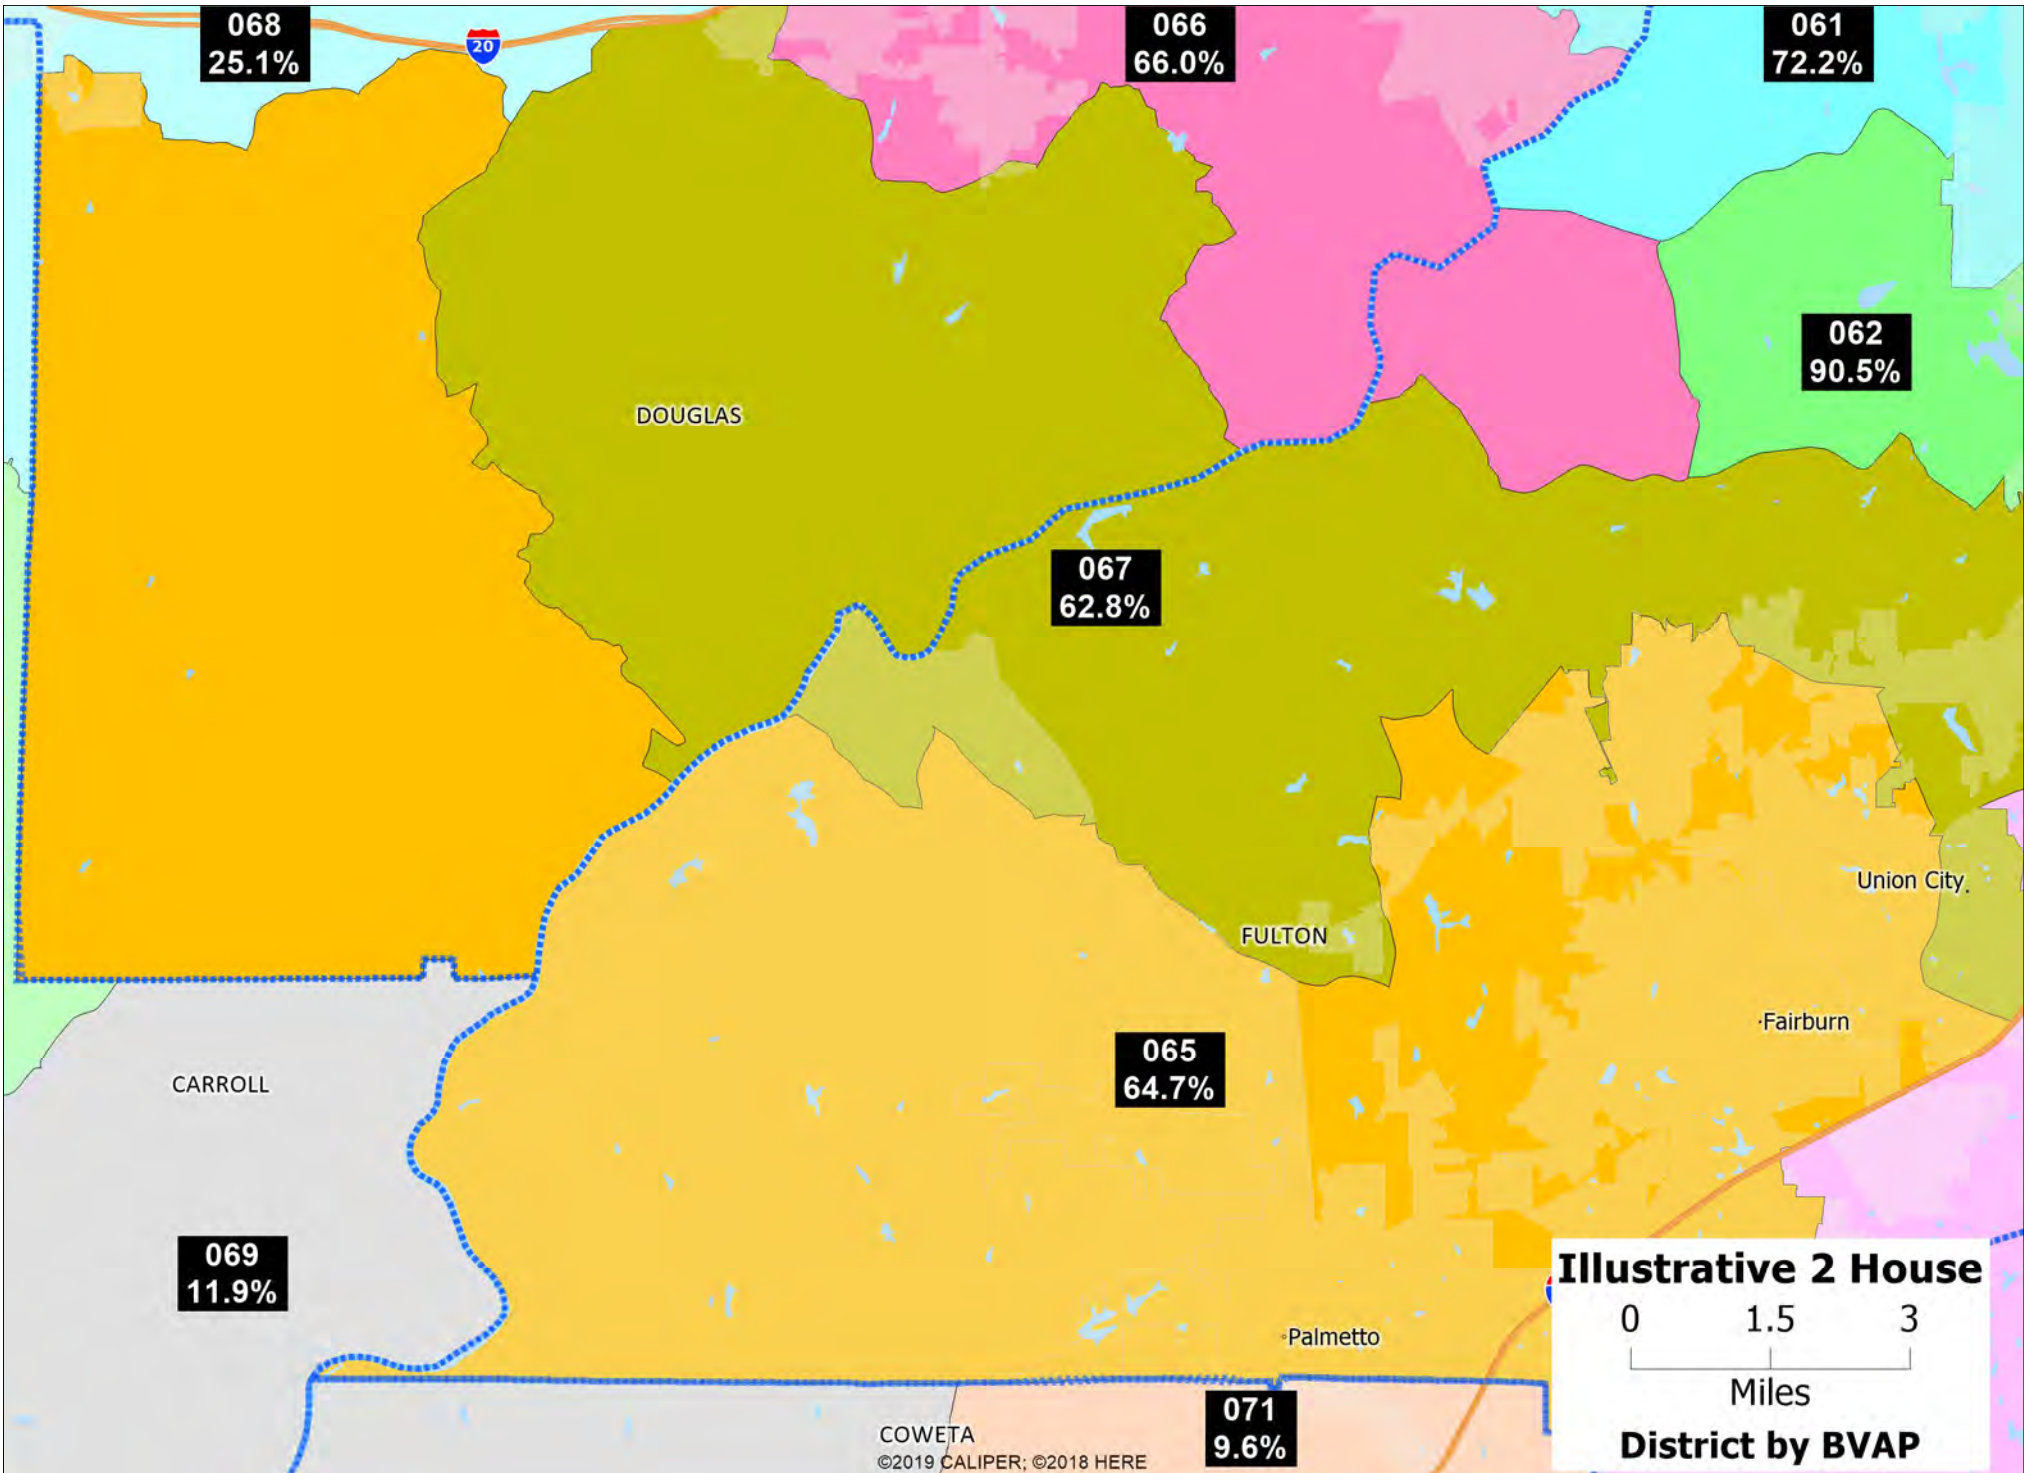 068
25.1%
20
066
66.0%
061
72.2%
062
90.5%
DOUGLAS
067
62.8%
Union City
FULTON
Fairburn
065
64.7%
CARROLL
069
11.9%
Palmetto
071
9.6%
COWETA
©2019 CALIPER; ©2018 HERE
Illustrative 2 House
0 1.5 3
Miles
District by BVAP